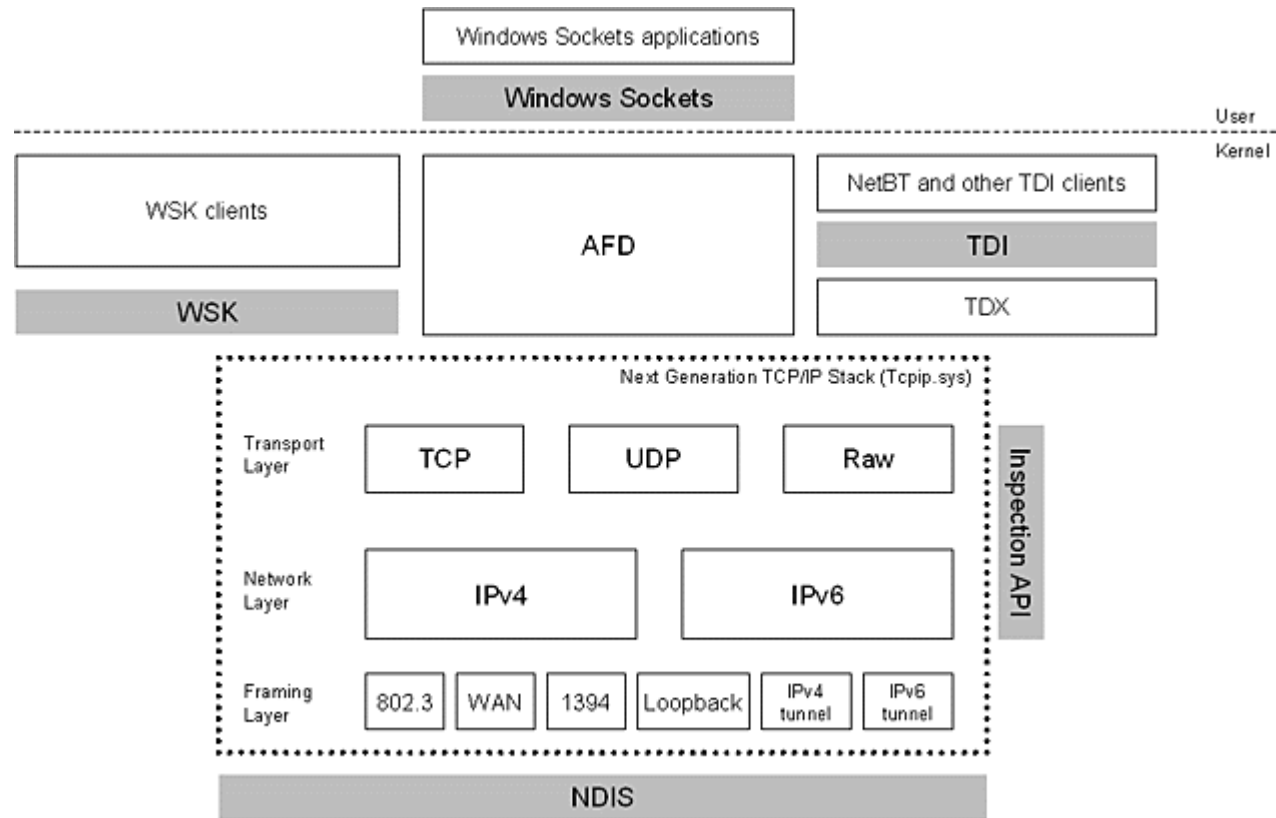 Windows Sockets applications
Windows Sockets
User
Kernel
WSK clients
AFD
NetBT and other TDI clients
TDI
WSK
TDX
Next Generation TCP/IP Stack (Tcpip.sys)
Transport
Layer
TCP
UDP
Raw
Inspection API
Network
Layer
IPv4
IPv6
Framing
Layer
802.3
WAN
1394
Loopback
IPv4
tunnel
IPv6
tunnel
NDIS